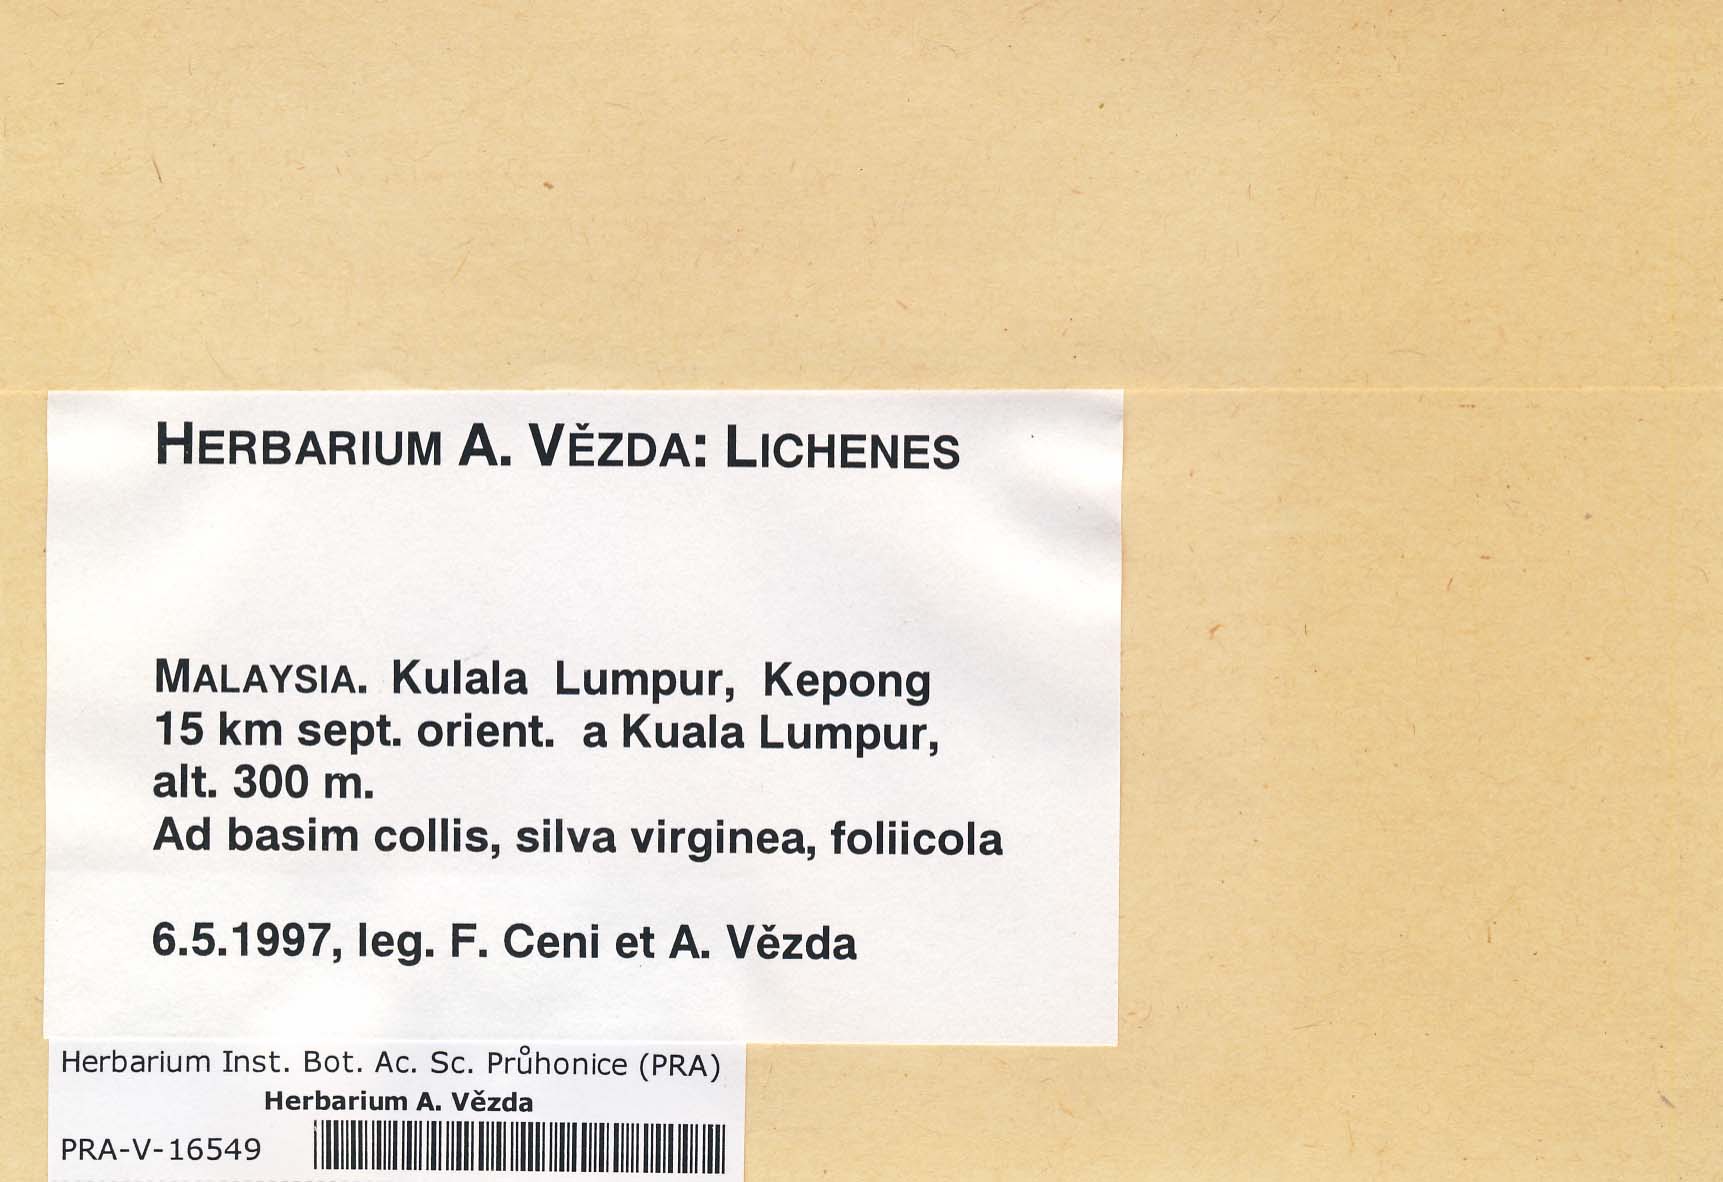 HERBARIUM A. VĚZDA: LICHENES
MALAYSIA. Kulala Lumpur, Kepong
15 km sept. orient. a Kuala Lumpur,
alt. 300 m.
Ad basim collis, silva virginea, foliicola
6.5.1997, leg. F. Ceni et A. Vězda
Herbarium Inst. Bot. Ac. Sc. Průhonice (PRA)
Herbarium A. Vězda
PRA-V-16549